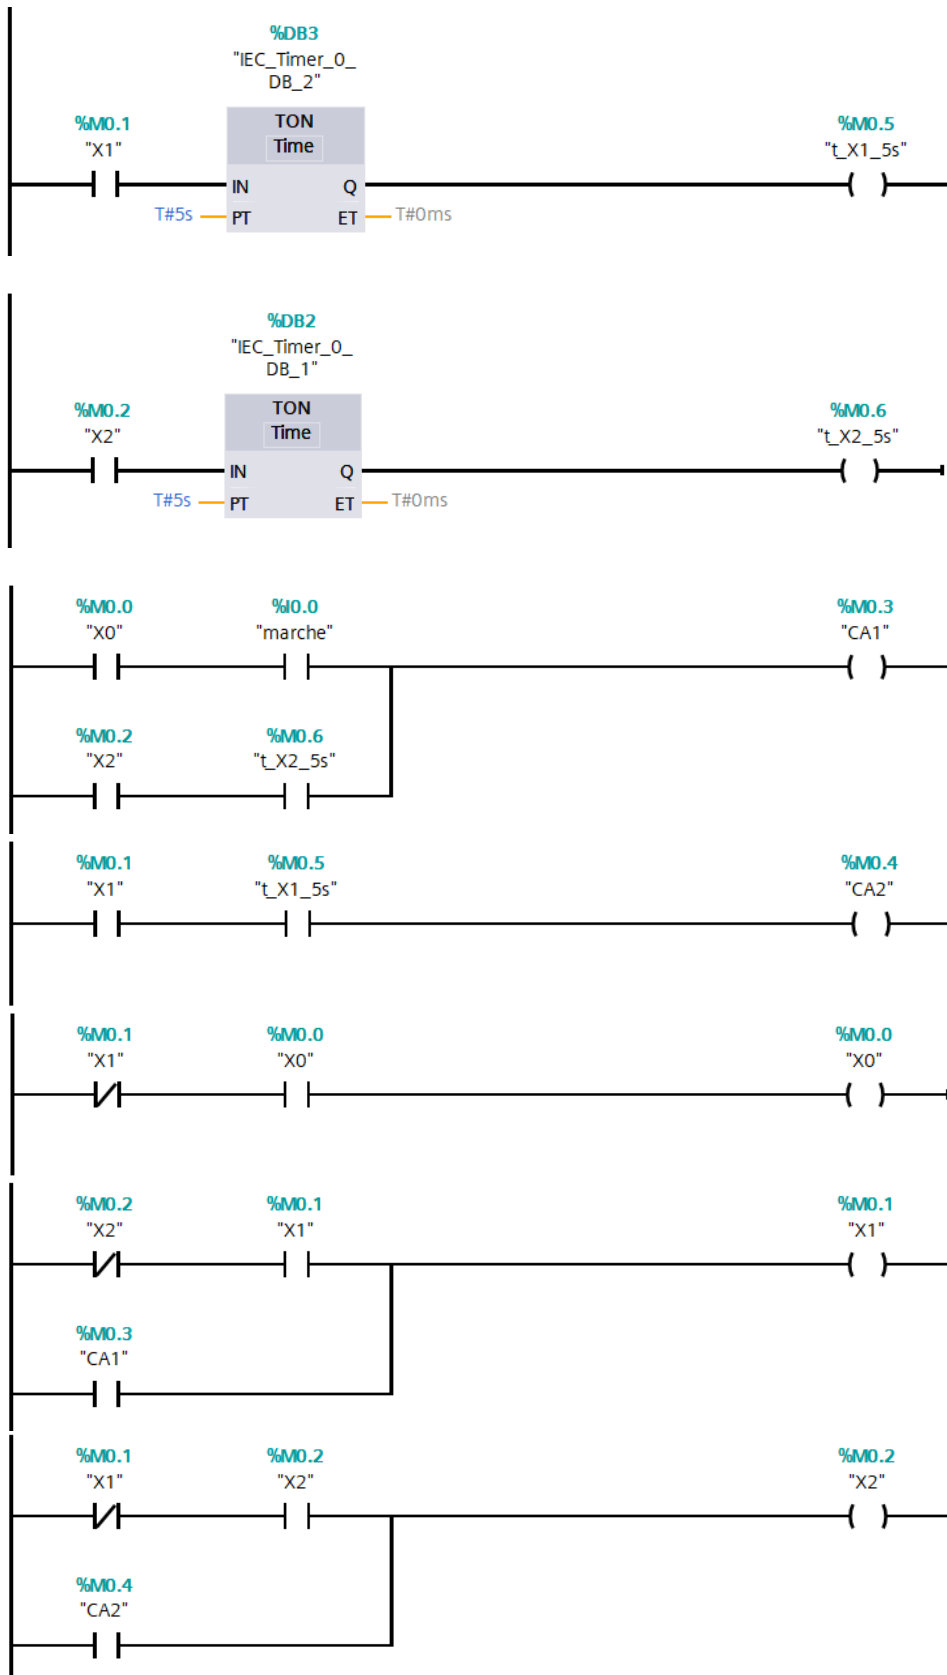 %DB3
"IEC_Timer_0_
DB_2"
TON
Time
%M0.1
"X1"
%M0.5
"t_X1_5s"
IN Q
T#5s PT ET T#0ms
%DB2
"IEC_Timer_0_
DB_1"
TON
Time
%M0.2
"X2"
%M0.6
"t_X2_5s"
IN Q
T#5s PT ET T#0ms
%M0.0 %I0.0 %M0.3
"X0" "marche" "CA1"
%M0.2 %M0.6
"X2" "t_X2_5s"
%M0.1 %M0.5 %M0.4
"X1" "t_X1_5s" "CA2"
%M0.1 %M0.0 %M0.0
"X1" "X0" "X0"
%M0.2 %M0.1 %M0.1
"X2" "X1" "X1"
%M0.3
"CA1"
%M0.1 %M0.2 %M0.2
"X1" "X2" "X2"
%M0.4
"CA2"